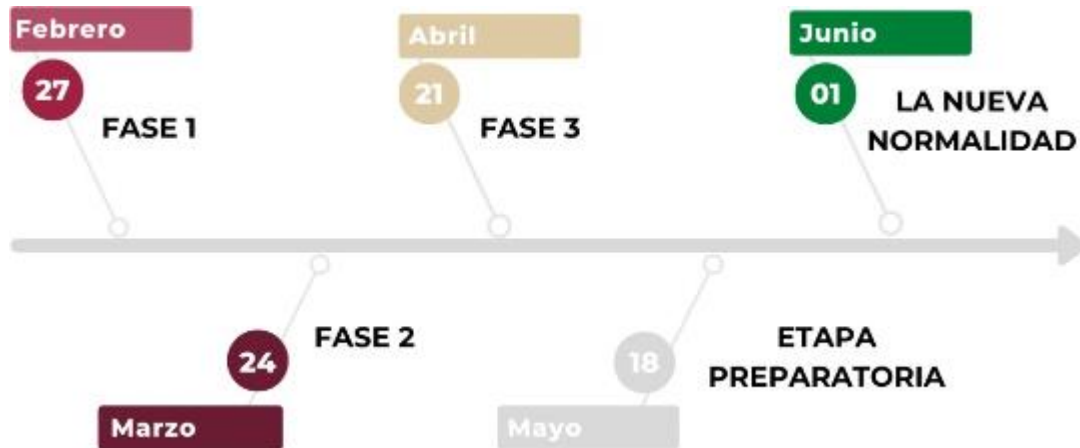 Febrero
27
FASE 1
Abril
21
FASE 3
Junio
01
LA NUEVA
NORMALIDAD
24
FASE 2
Marzo
18
ETAPA
PREPARATORIA
Mayo